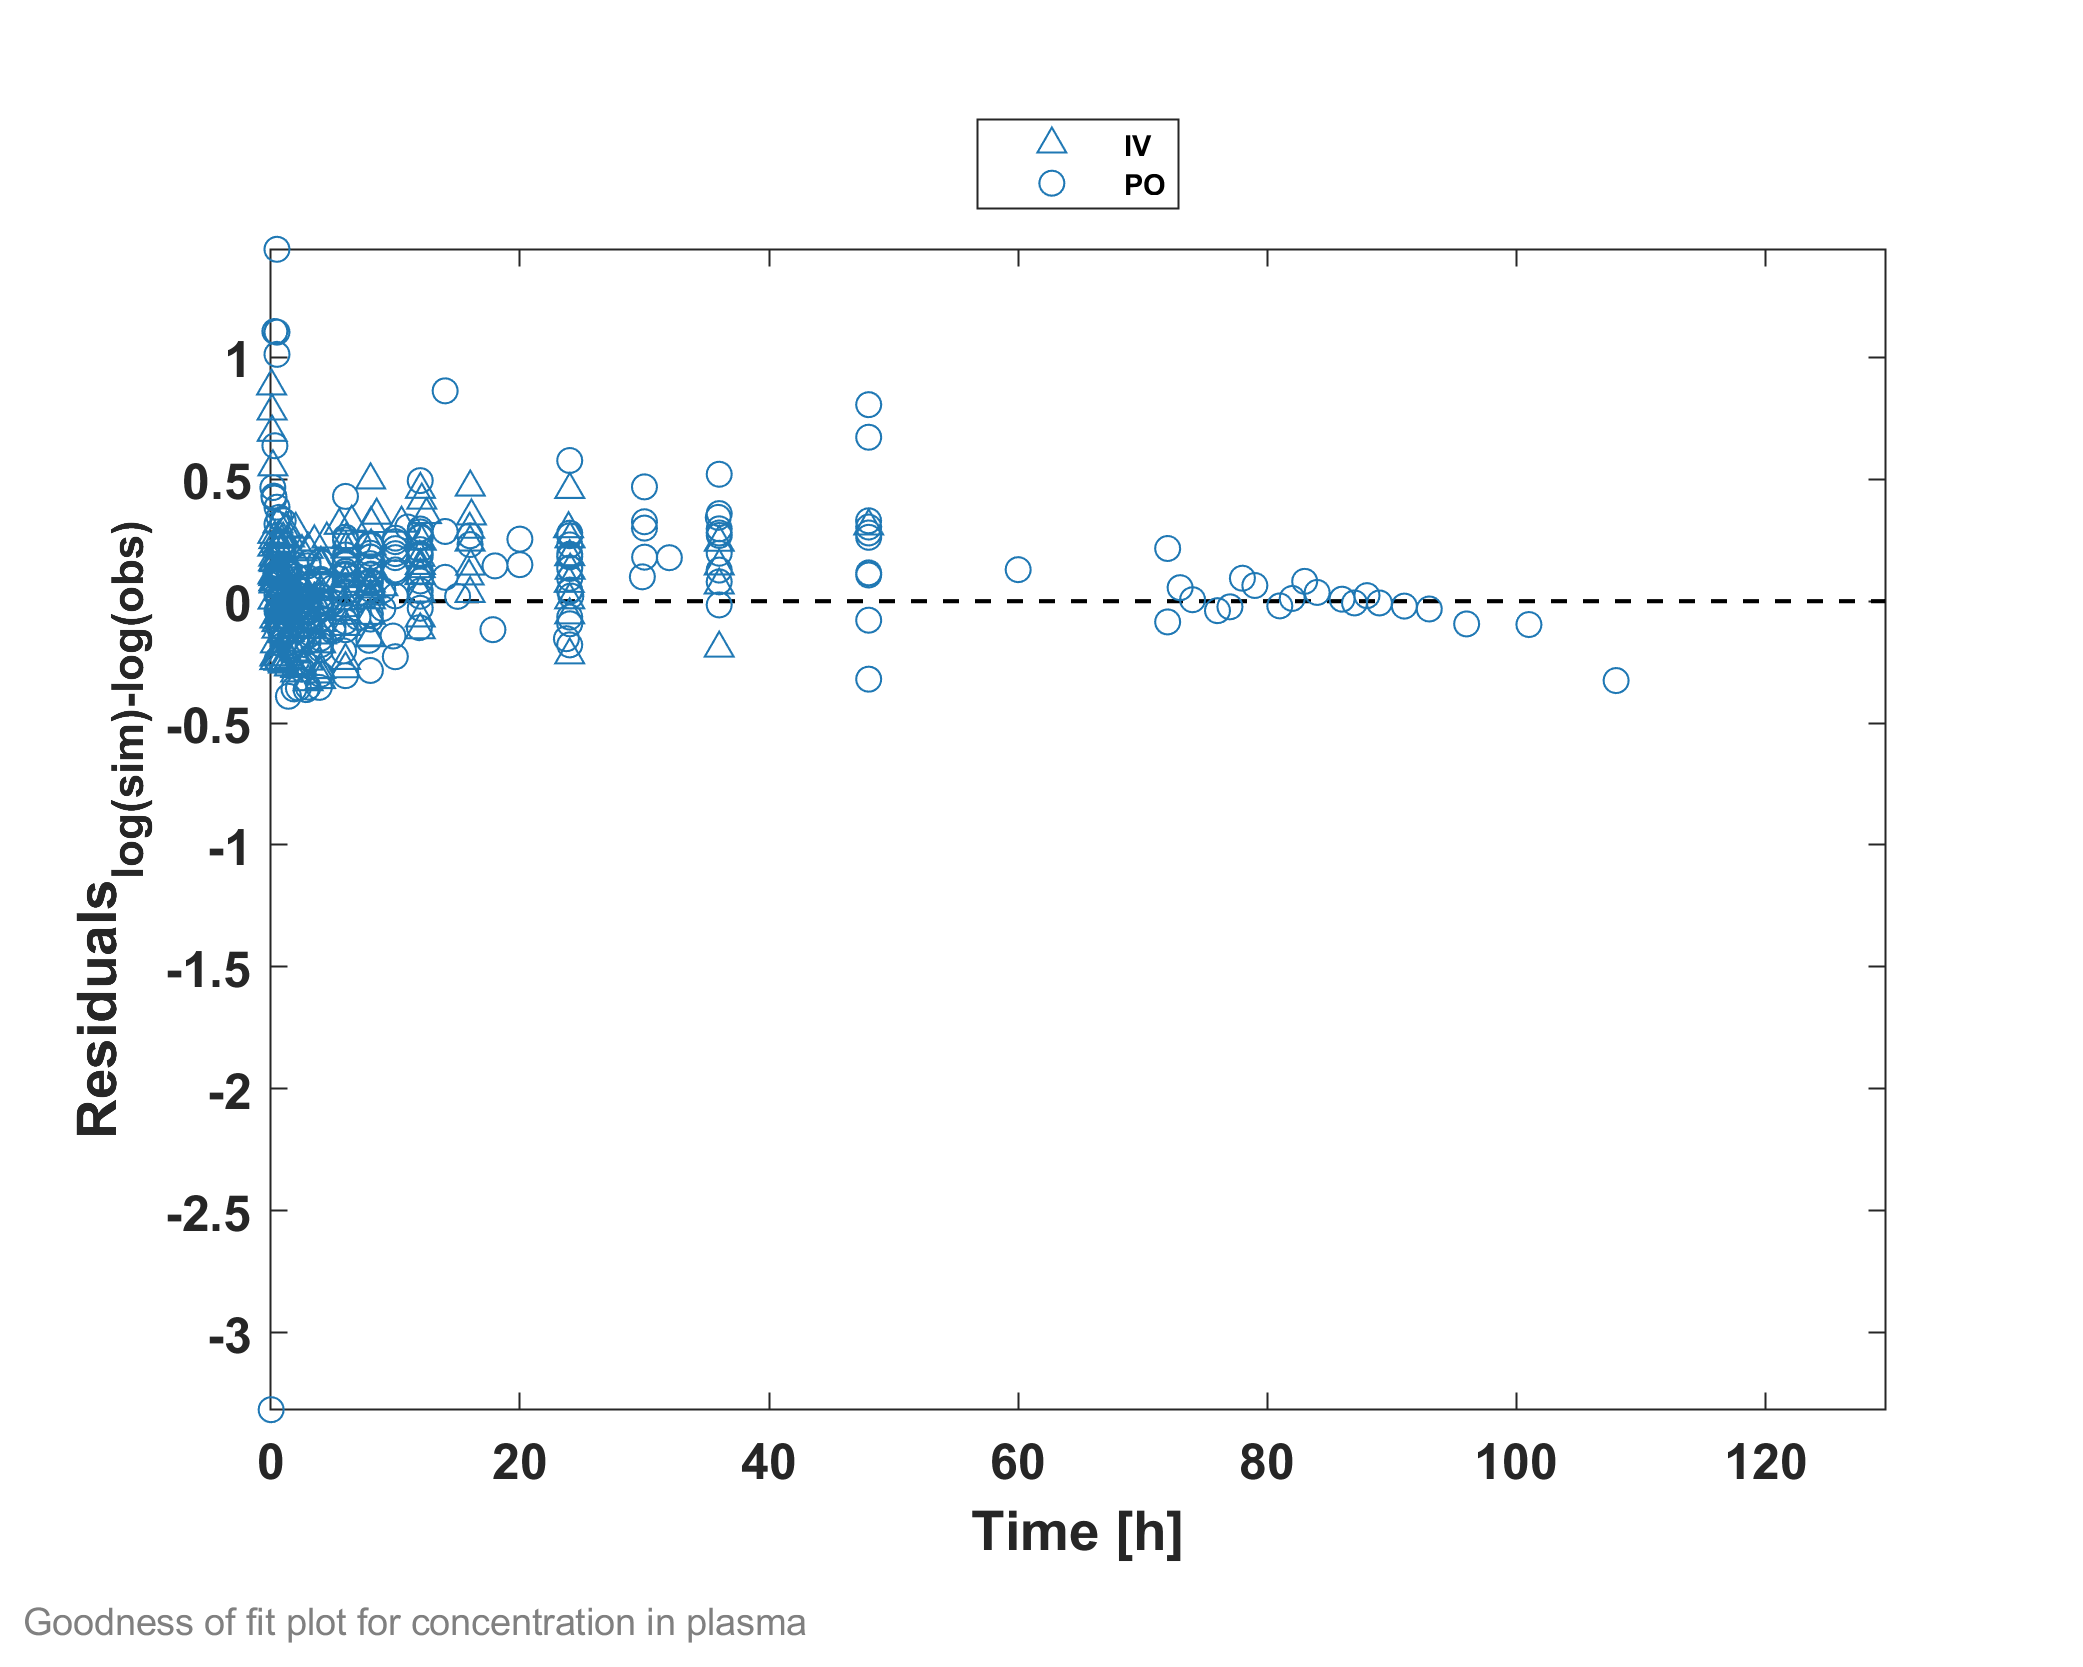 IV
PO
1
0.5
0
-0.5
-1
-1.5
-2
-2.5
-3
Residuals log(sim)-log(obs)
0 20 40 60 80 100 120
Time [h]
Goodness of fit plot for concentration in plasma